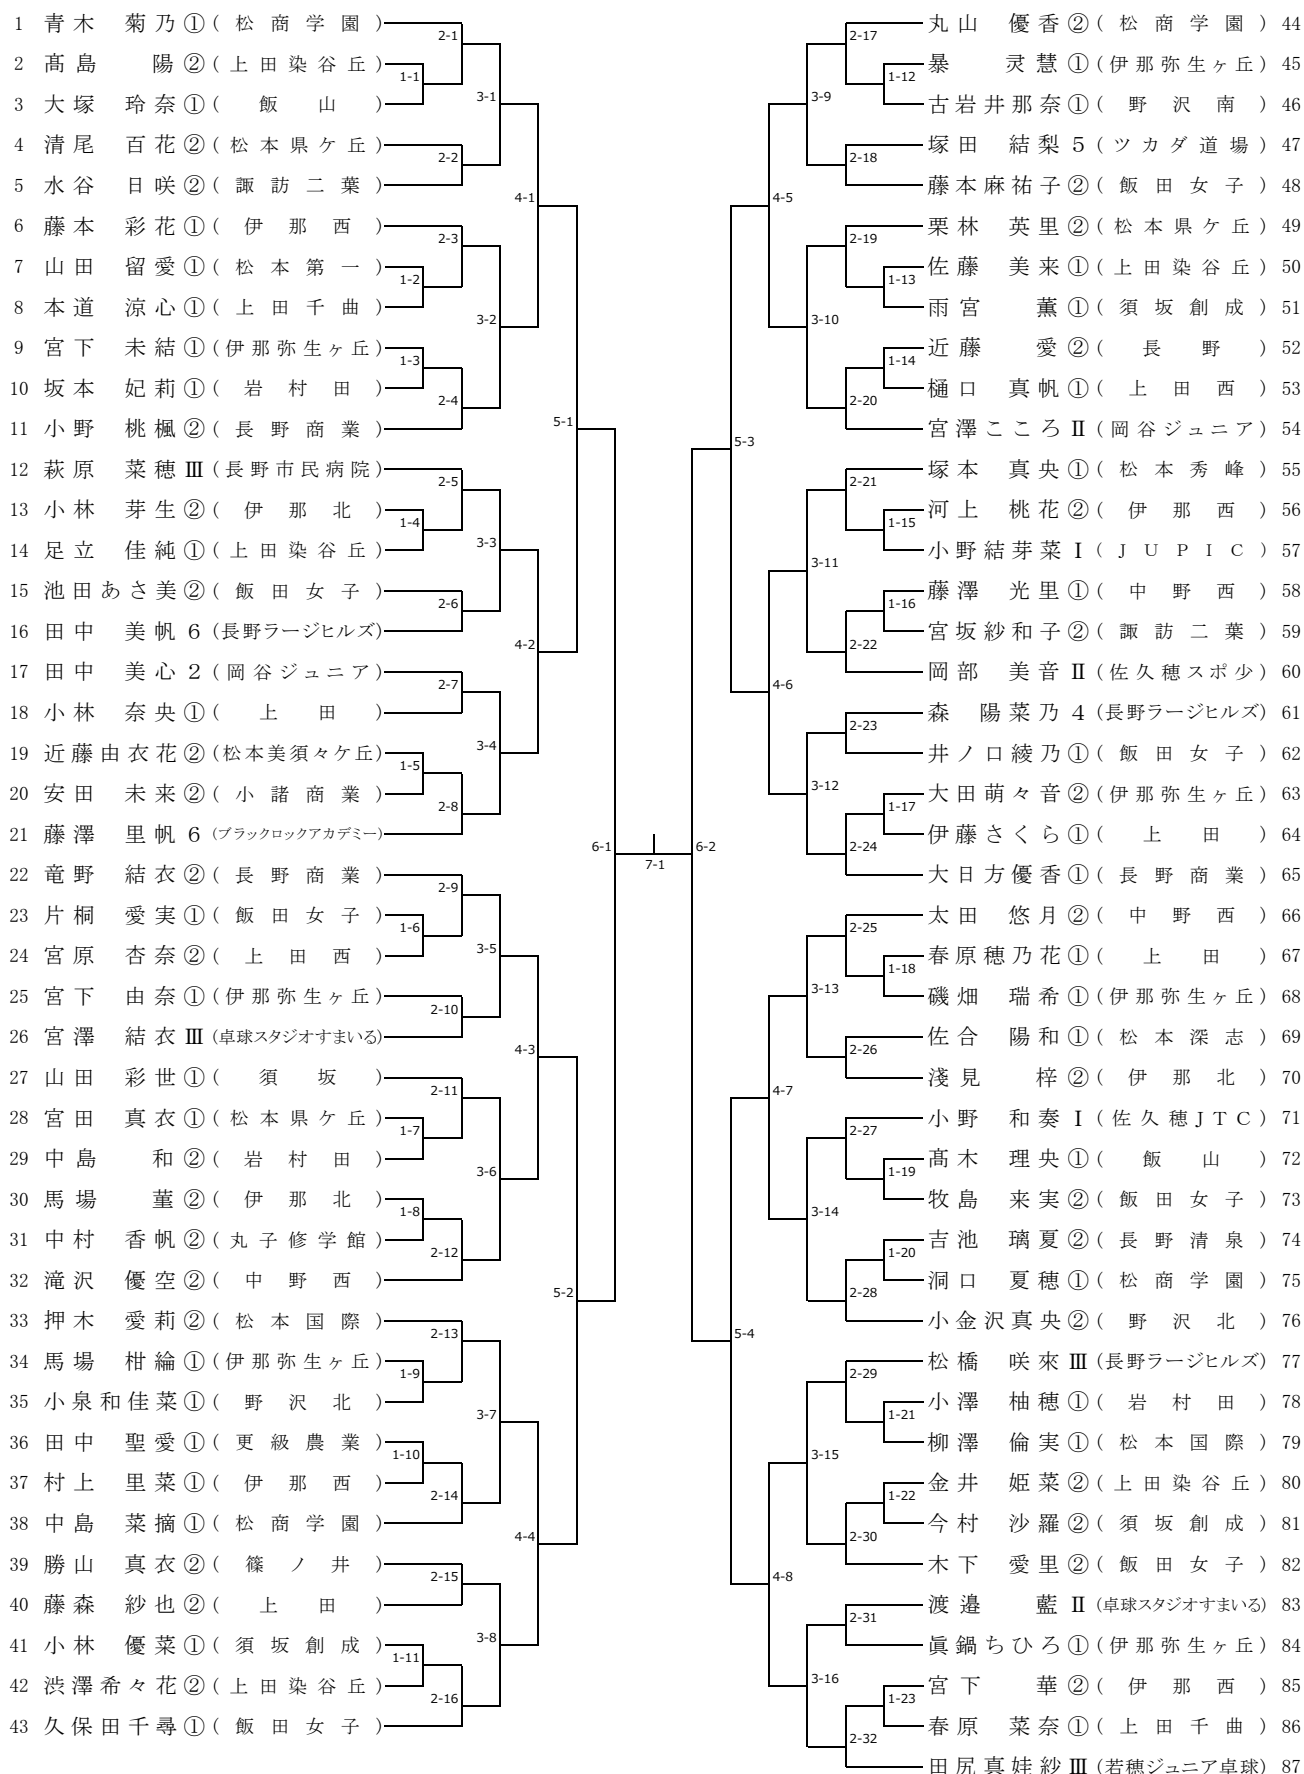 1 青木 菊乃① (松商学園)
2 髙島 陽② (上田染谷丘)
3 大塚 玲奈① (飯山)
4 清尾 百花② (松本県ケ丘)
5 水谷 日咲② (諏訪二葉)
6 藤本 彩花① (伊那西)
7 山田 留愛① (松本第一)
8 本道 涼心① (上田千曲)
9 宮下 未結① (伊那弥生ヶ丘)
10 坂本 妃莉① (岩村田)
11 小野 桃楓② (長野商業)
12 萩原 菜穂Ⅲ (長野市民病院)
13 小林 芽生② (伊那北)
14 足立 佳純① (上田染谷丘)
15 池田あさ美② (飯田女子)
16 田中 美帆6 (長野ラージヒルズ)
17 田中 美心2 (岡谷ジュニア)
18 小林 奈央① (上田)
19 近藤由衣花② (松本美須々ケ丘)
20 安田 未来② (小諸商業)
21 藤澤 里帆6 (ブラックロックアカデミー)
22 竜野 結衣② (長野商業)
23 片桐 愛実① (飯田女子)
24 宮原 杏奈② (上田西)
25 宮下 由奈① (伊那弥生ヶ丘)
26 宮澤 結衣Ⅲ (卓球スタジオすまいる)
27 山田 彩世① (須坂)
28 宮田 真衣① (松本県ケ丘)
29 中島 和② (岩村田)
30 馬場 菫② (伊那北)
31 中村 香帆② (丸子修学館)
32 滝沢 優空② (中野西)
33 押木 愛莉② (松本国際)
34 馬場 柑綸① (伊那弥生ヶ丘)
35 小泉和佳菜① (野沢北)
36 田中 聖愛① (更級農業)
37 村上 里菜① (伊那西)
38 中島 菜摘① (松商学園)
39 勝山 真衣② (篠ノ井)
40 藤森 紗也② (上田)
41 小林 優菜① (須坂創成)
42 渋澤希々花② (上田染谷丘)
43 久保田千尋① (飯田女子)
1-1
1-2
1-3
1-4
1-5
1-6
1-7
1-8
1-9
1-10
1-11
2-1
2-2
2-3
2-4
2-5
2-6
2-7
2-8
2-9
2-10
2-11
2-12
2-13
2-14
2-15
2-16
3-1
3-2
3-3
3-4
3-5
3-6
3-7
3-8
4-1
4-2
4-3
4-4
5-1
5-2
6-1
7-1
6-2
5-3
5-4
4-5
4-6
4-7
4-8
3-9
3-10
3-11
3-12
3-13
3-14
3-15
3-16
2-17
2-18
2-19
2-20
2-21
2-22
2-23
2-24
2-25
2-26
2-27
2-28
2-29
2-30
2-31
2-32
1-12
1-13
1-14
1-15
1-16
1-17
1-18
1-19
1-20
1-21
1-22
1-23
丸山 優香② (松商学園) 44
暴 灵慧① (伊那弥生ヶ丘) 45
古岩井那奈① (野沢南) 46
塚田 結梨5 (ツカダ道場) 47
藤本麻祐子② (飯田女子) 48
栗林 英里② (松本県ケ丘) 49
佐藤 美来① (上田染谷丘) 50
雨宮 薫① (須坂創成) 51
近藤 愛② (長野) 52
樋口 真帆① (上田西) 53
宮澤こころⅡ (岡谷ジュニア) 54
塚本 真央① (松本秀峰) 55
河上 桃花② (伊那西) 56
小野結芽菜Ⅰ (JUPIC) 57
藤澤 光里① (中野西) 58
宮坂紗和子② (諏訪二葉) 59
岡部 美音Ⅱ (佐久穂スポ少) 60
森 陽菜乃4 (長野ラージヒルズ) 61
井ノ口綾乃① (飯田女子) 62
大田萌々音② (伊那弥生ヶ丘) 63
伊藤さくら① (上田) 64
大日方優香① (長野商業) 65
太田 悠月② (中野西) 66
春原穂乃花① (上田) 67
磯畑 瑞希① (伊那弥生ヶ丘) 68
佐合 陽和① (松本深志) 69
淺見 梓② (伊那北) 70
小野 和奏Ⅰ (佐久穂JTC) 71
髙木 理央① (飯山) 72
牧島 来実② (飯田女子) 73
吉池 璃夏② (長野清泉) 74
洞口 夏穂① (松商学園) 75
小金沢真央② (野沢北) 76
松橋 咲來Ⅲ (長野ラージヒルズ) 77
小澤 柚穂① (岩村田) 78
柳澤 倫実① (松本国際) 79
金井 姫菜② (上田染谷丘) 80
今村 沙羅② (須坂創成) 81
木下 愛里② (飯田女子) 82
渡邉 藍Ⅱ (卓球スタジオすまいる) 83
眞鍋ちひろ① (伊那弥生ヶ丘) 84
宮下 華② (伊那西) 85
春原 菜奈① (上田千曲) 86
田尻真娃紗Ⅲ (若穂ジュニア卓球) 87